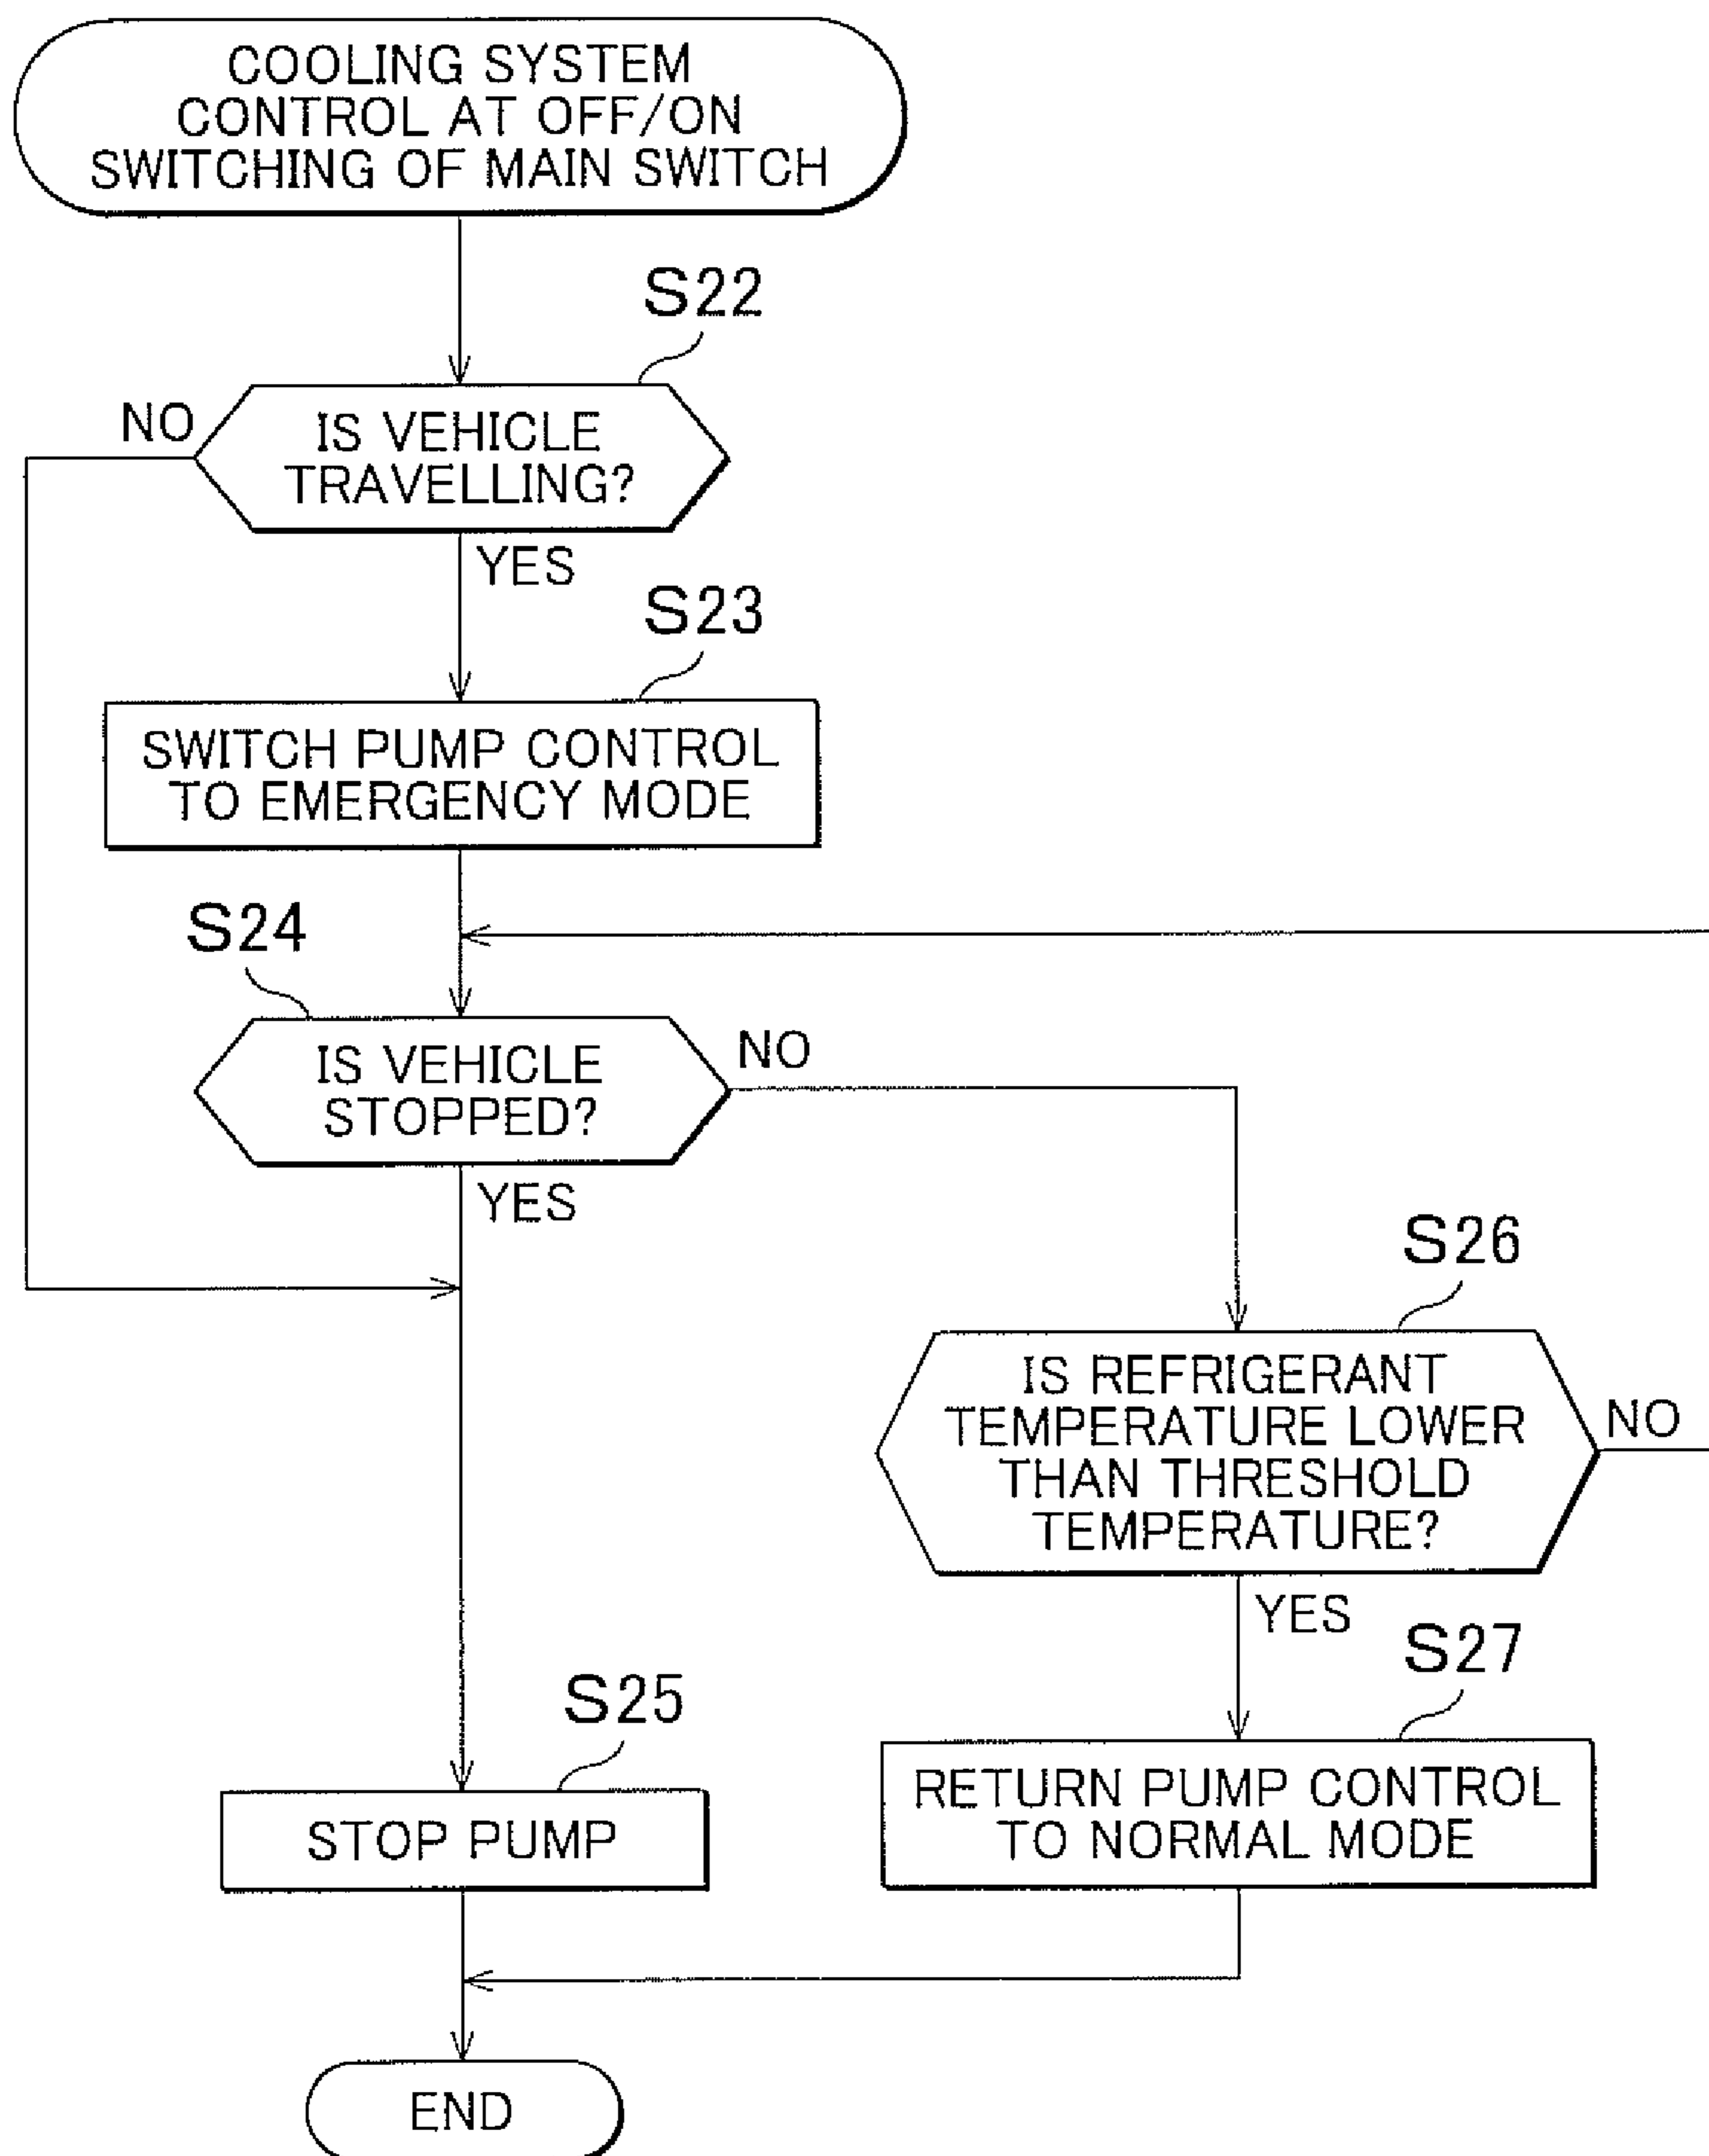 COOLING SYSTEM
CONTROL AT OFF/ON
SWITCHING OF MAIN SWITCH
S22
NO
IS VEHICLE
TRAVELLING?
YES
S23
SWITCH PUMP CONTROL
TO EMERGENCY MODE
S24
IS VEHICLE
STOPPED?
NO
YES
S26
IS REFRIGERANT
TEMPERATURE LOWER
THAN THRESHOLD
TEMPERATURE?
NO
YES
S27
RETURN PUMP CONTROL
TO NORMAL MODE
S25
STOP PUMP
END